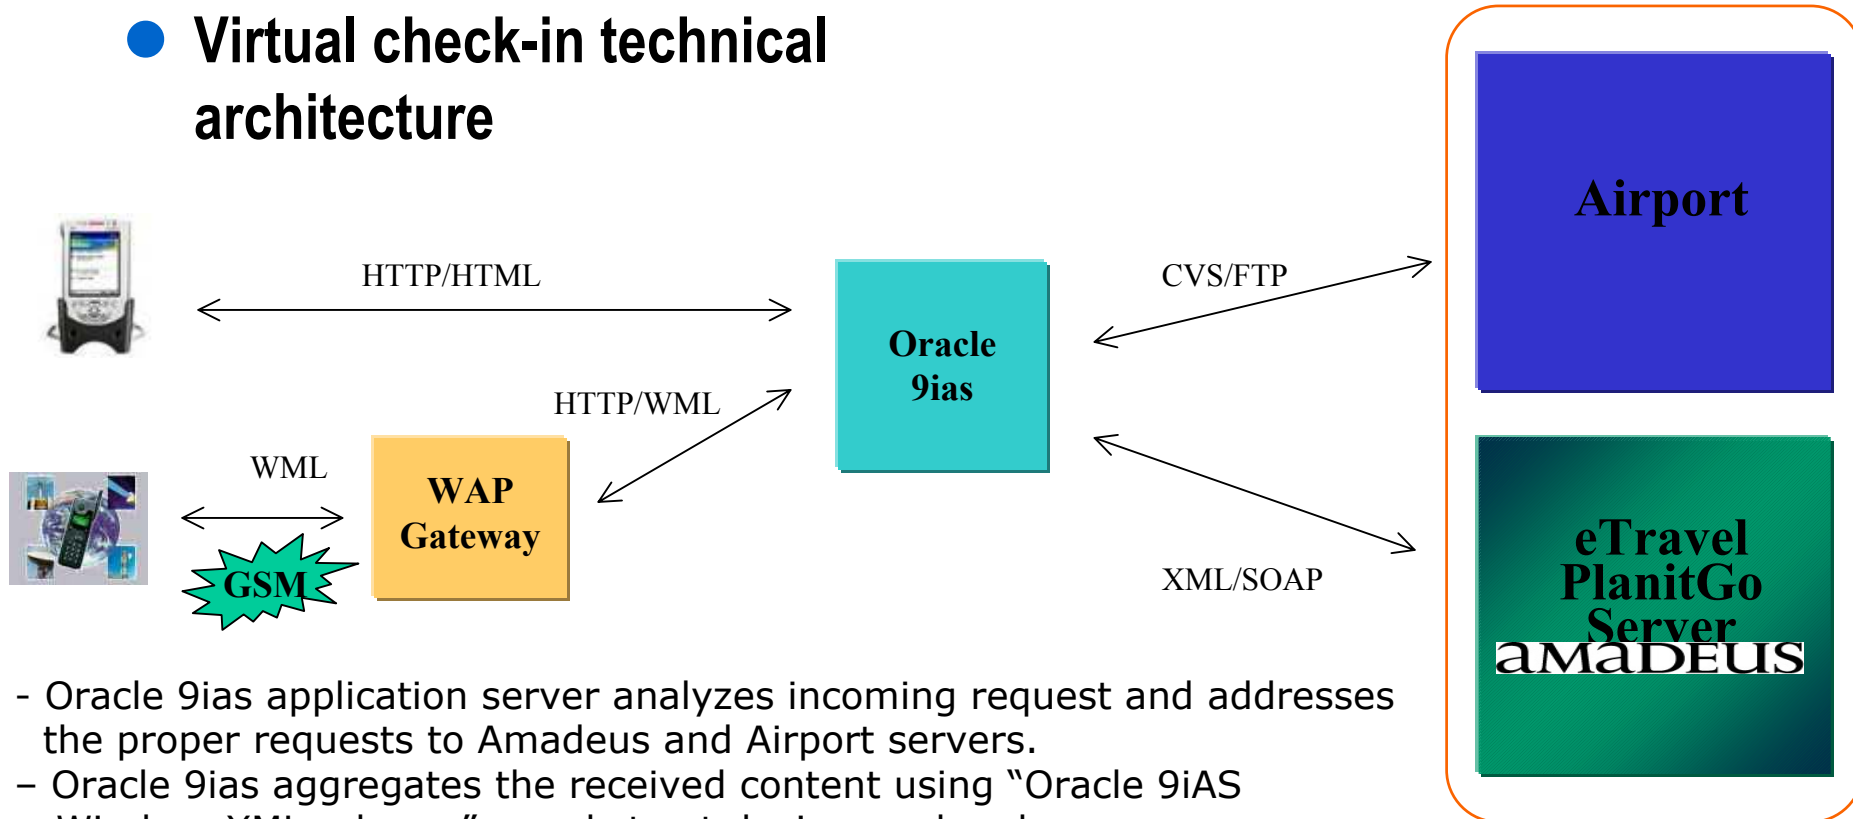 Virtual check-in technical
architecture
Airport
HTTP/HTML
CVS/FTP
Oracle
9ias
HTTP/WML
WML
WAP
Gateway
GSM
XML/SOAP
eTravel
PlanitGo
Server
amadeus
- Oracle 9ias application server analyzes incoming request and addresses
the proper requests to Amadeus and Airport servers.
– Oracle 9ias aggregates the received content using “Oracle 9iAS